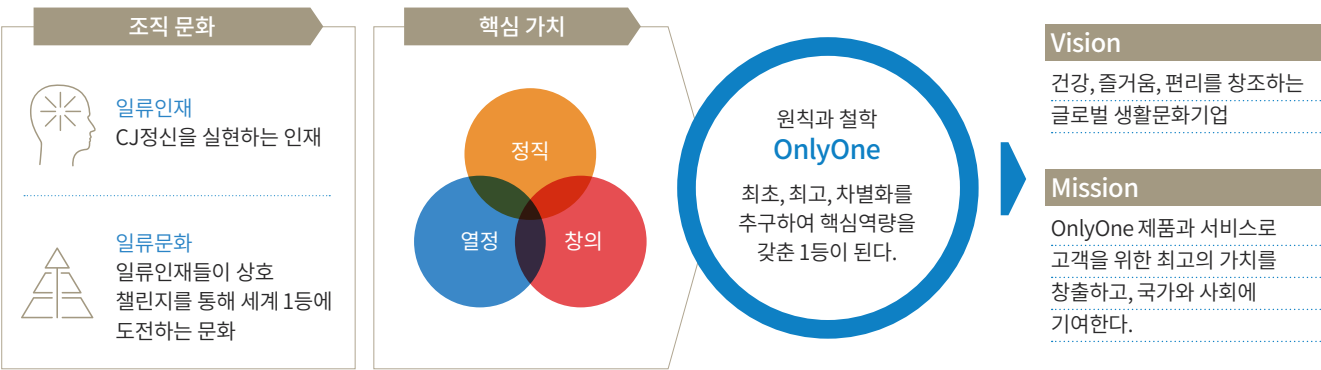 조직 문화
일류인재
CJ정신을 실현하는 인재
일류문화
일류인재들이 상호
챌린지를 통해 세계 1등에
도전하는 문화
핵심 가치
정직
열정
창의
원칙과 철학
OnlyOne
최초, 최고, 차별화를
추구하여 핵심역량을
갖춘 1등이 된다.
Vision
건강, 즐거움, 편리를 창조하는
글로벌 생활문화기업
Mission
OnlyOne 제품과 서비스로
고객을 위한 최고의 가치를
창출하고, 국가와 사회에
기여한다.